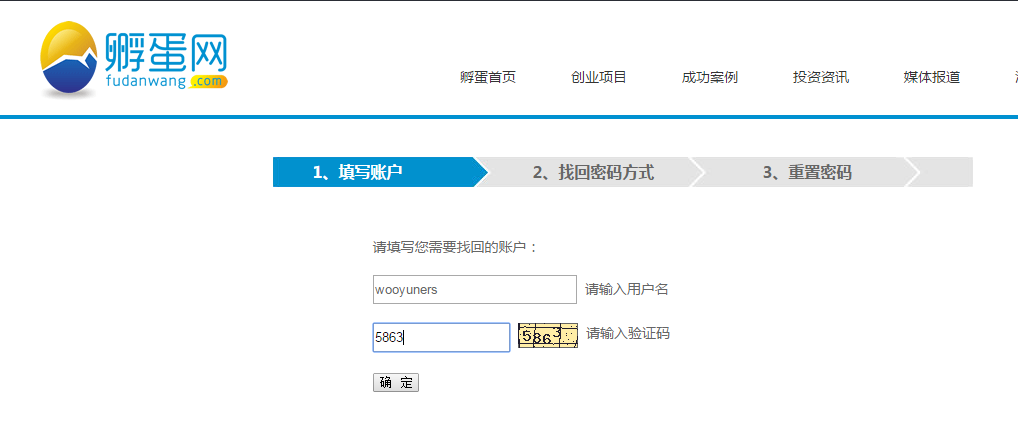 孵蛋网
fudanwang.com
孵蛋首页 创业项目 成功案例 投资资讯 媒体报道
1、填写账户 2、找回密码方式 3、重置密码
请填写您需要找回的账户：
wooyuners 请输入用户名
5863 5863 请输入验证码
确 定